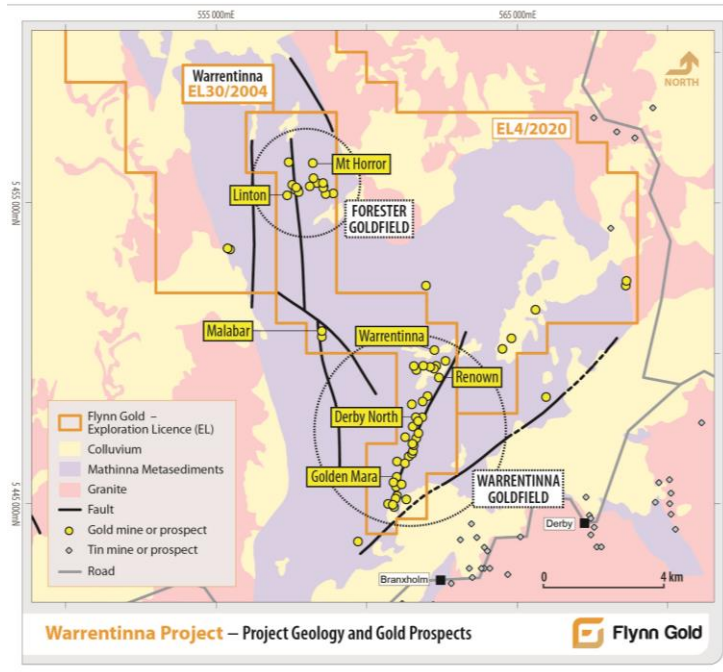 555 000mE
565 000mE
Warrentinna
EL30/2004
NORTH
EL4/2020
Mt Horror
5 455 000mN
Linton
FORESTER
GOLDFIELD
Malabar
Warrentinna
Renown
Flynn Gold –
Exploration Licence (EL)
Colluvium
Mathinna Metasediments
Granite
Fault
Gold mine or prospect
Tin mine or prospect
Road
Derby North
Golden Mara
WARRENTINNA
GOLDFIELD
5 445 000mN
Derby
Branxholm
0
4 km
Warrentinna Project – Project Geology and Gold Prospects
Flynn Gold